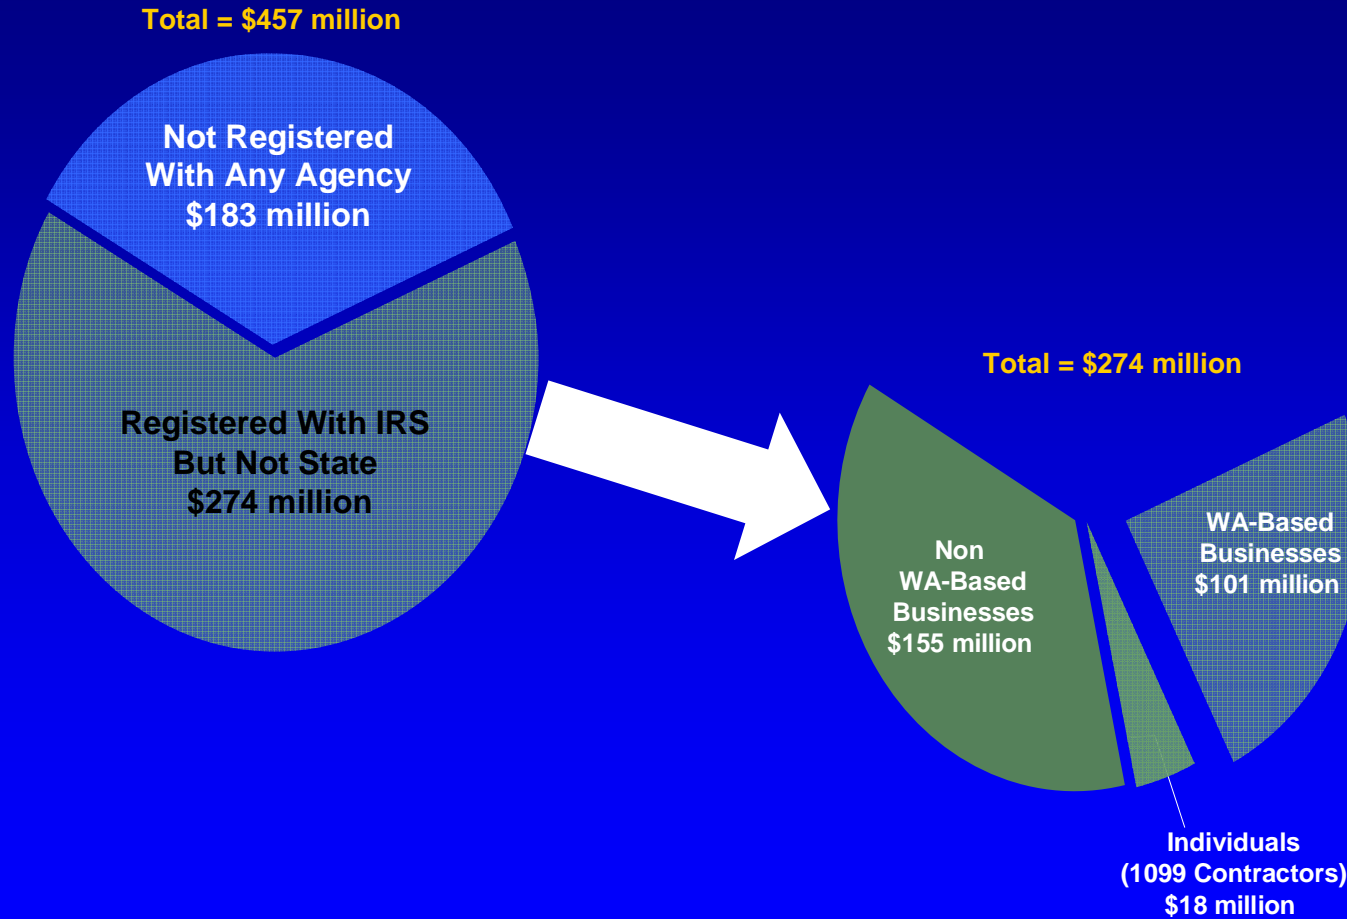 Total = $457 million
Not Registered
With Any Agency
$183 million
Registered With IRS
But Not State
$274 million
Total = $274 million
Non
WA-Based
Businesses
$155 million
WA-Based
Businesses
$101 million
Individuals
(1099 Contractors)
$18 million